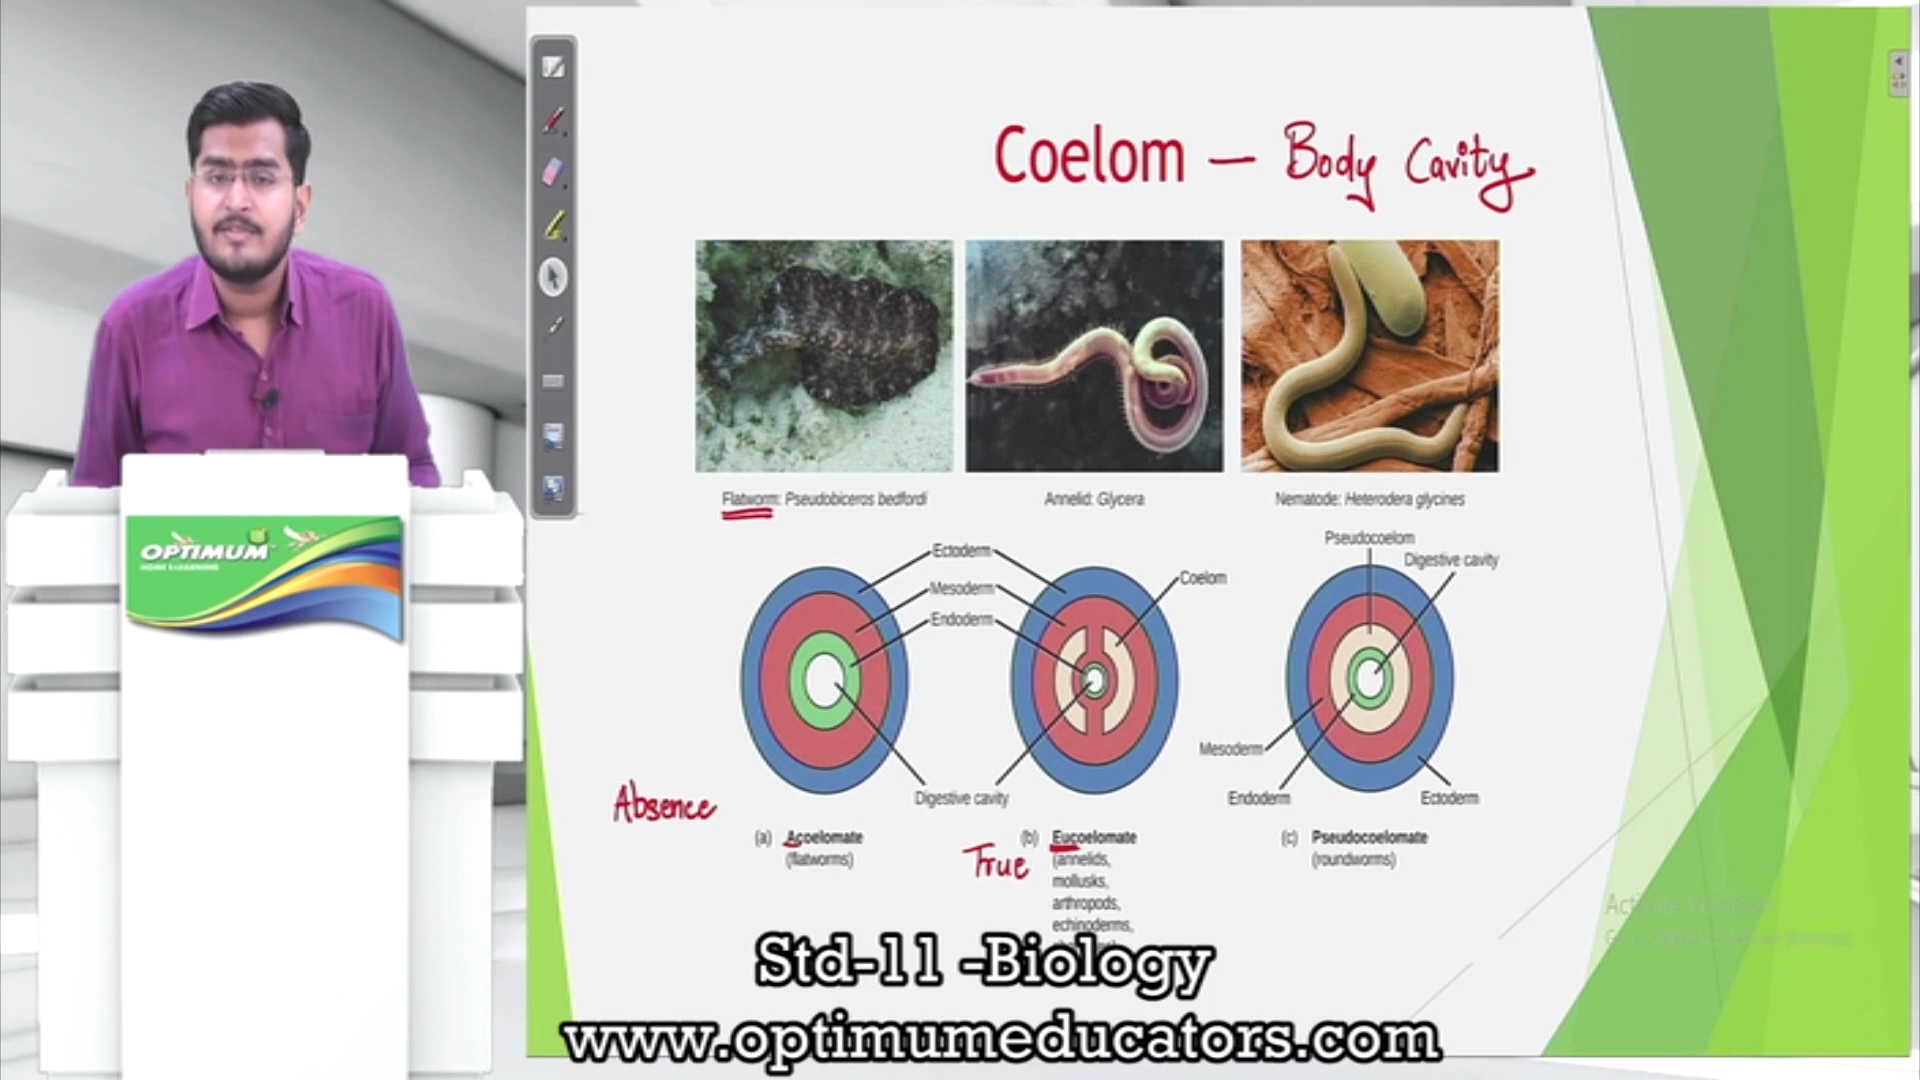 Coelom — Body Cavity
Flatworm: Pseudobiceros bedfordi
Annelid: Glycera
Nematode: Heterodera glycines
Ectoderm
Mesoderm
Endoderm
Coelom
Pseudocoelom
Digestive cavity
Digestive cavity
Mesoderm
Endoderm
Ectoderm
Absence
(a) Acoelomate
(flatworms)
True
(b) Eucoelomate
(annelids,
mollusks,
arthropods,
echinoderms,
(c) Pseudocoelomate
(roundworms)
OPTIMUM
HOME E-LEARNING
Std-11 -Biology
www.optimumeducators.com